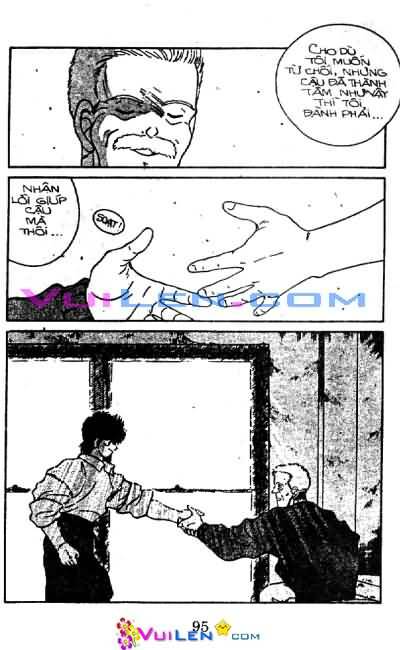 CHO DÙ
TÔI MUỐN
TỪ CHỐI, NHƯNG
CẬU ĐÃ THÀNH
TÂM NHƯ VẬY
THÌ TÔI
ĐÀNH PHẢI...
NHẬN
LỜI GIÚP
CẬU
MÀ
THÔI...
SOẠT!
VUILEN.COM
95
VUILEN COM